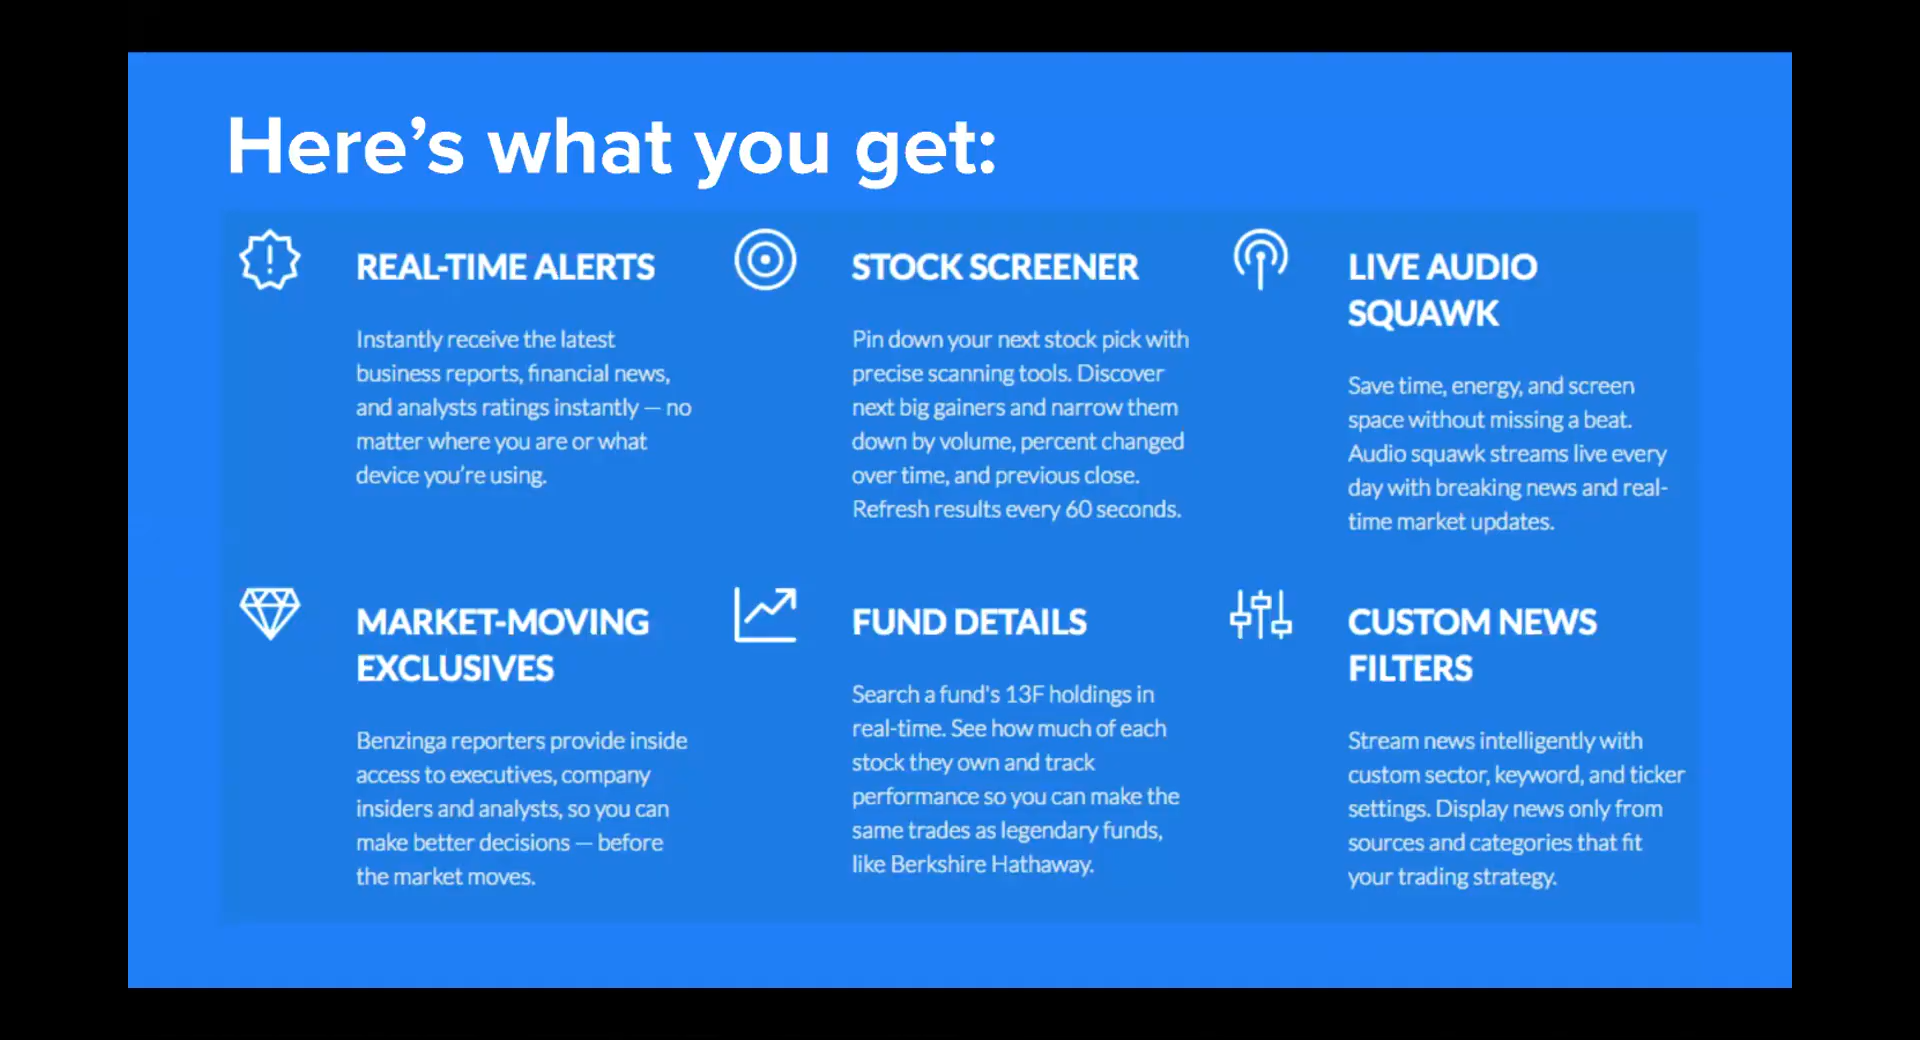 Here's what you get:
REAL-TIME ALERTS
Instantly receive the latest
business reports, financial news,
and analysts ratings instantly — no
matter where you are or what
device you're using.
STOCK SCREENER
Pin down your next stock pick with
precise scanning tools. Discover
next big gainers and narrow them
down by volume, percent changed
over time, and previous close.
Refresh results every 60 seconds.
LIVE AUDIO
SQUAWK
Save time, energy, and screen
space without missing a beat.
Audio squawk streams live every
day with breaking news and real-
time market updates.
MARKET-MOVING
EXCLUSIVES
Benzinga reporters provide inside
access to executives, company
insiders and analysts, so you can
make better decisions — before
the market moves.
FUND DETAILS
Search a fund's 13F holdings in
real-time. See how much of each
stock they own and track
performance so you can make the
same trades as legendary funds,
like Berkshire Hathaway.
CUSTOM NEWS
FILTERS
Stream news intelligently with
custom sector, keyword, and ticker
settings. Display news only from
sources and categories that fit
your trading strategy.